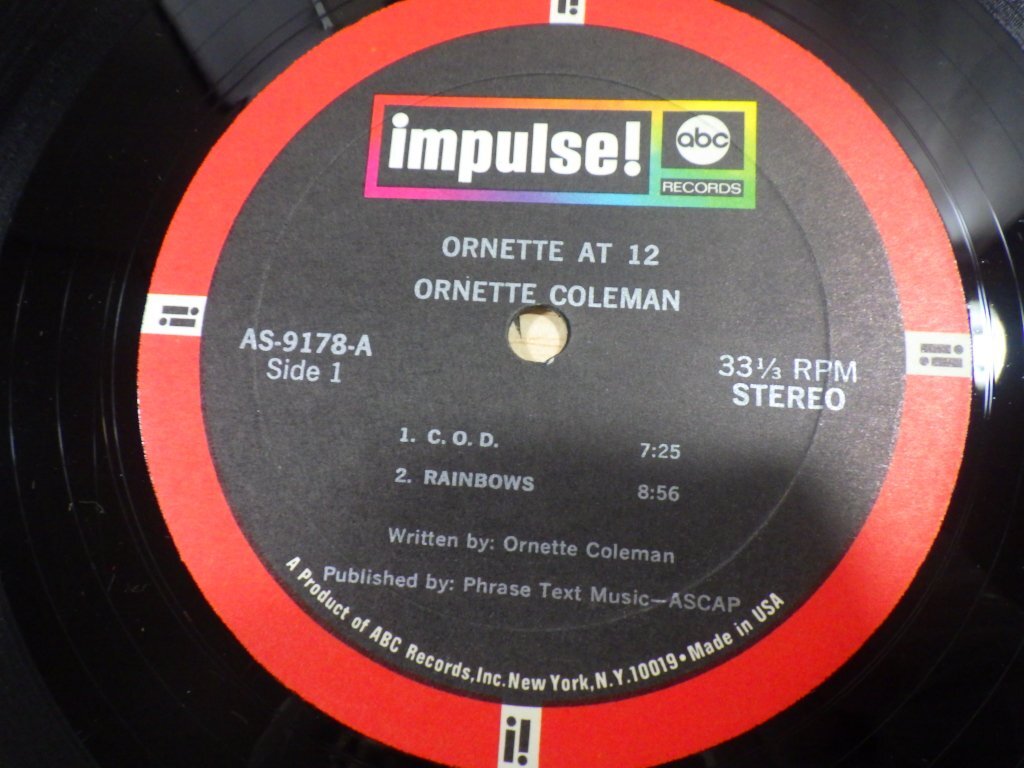 i!
impulse!
abc
RECORDS
ORNETTE AT 12
ORNETTE COLEMAN
i!
AS-9178-A
Side 1
33⅓ RPM
STEREO
i!
1. C. O. D. 7:25
2. RAINBOWS 8:56
Written by: Ornette Coleman
Published by: Phrase Text Music—ASCAP
A Product of ABC Records, Inc. New York, N.Y. 10019 • Made in USA
i!